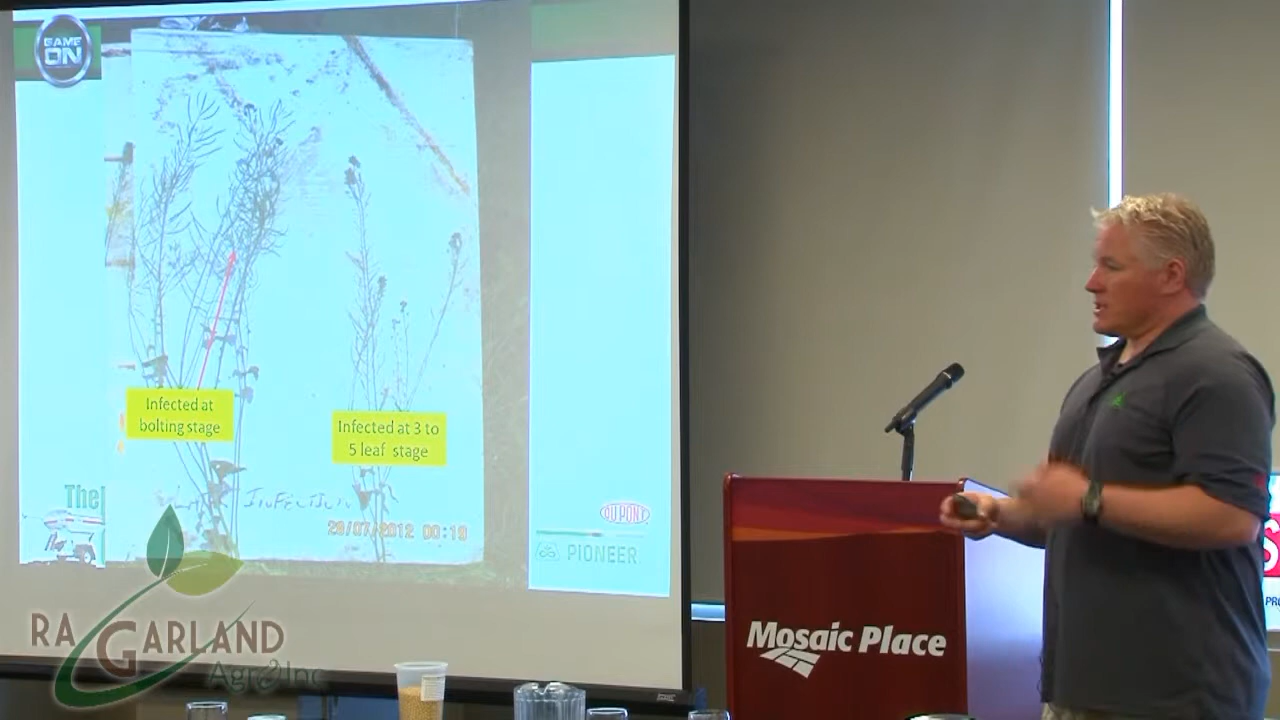 GAME
ON
Infected at
bolting stage
Infected at 3 to
5 leaf stage
The
INFECTION
28/07/2012 00:19
DUPONT
PIONEER
RA GARLAND
Agro Inc
Mosaic Place